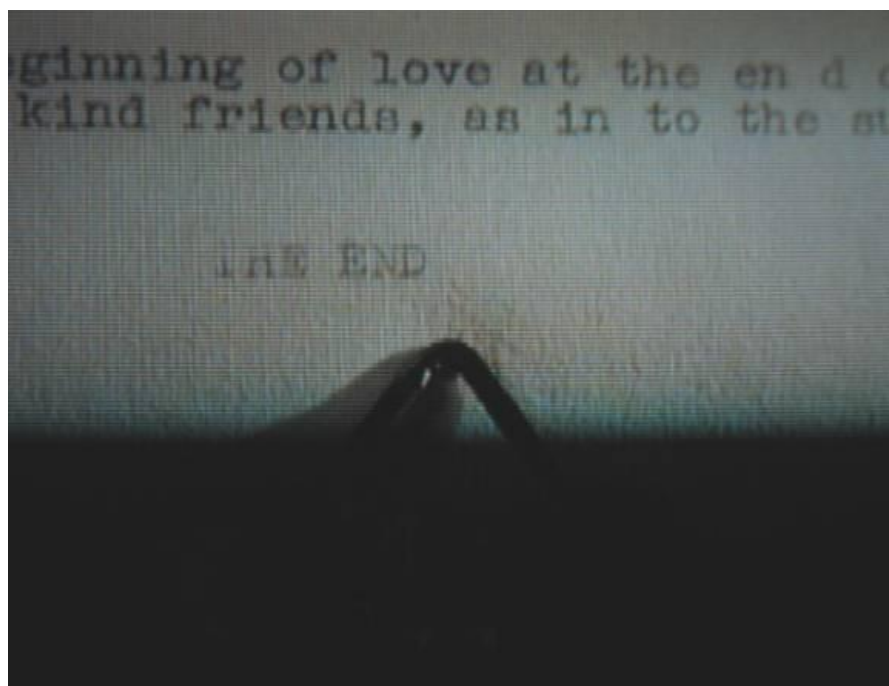 ginning of love at the en d
kind friends, as in to the
THE END